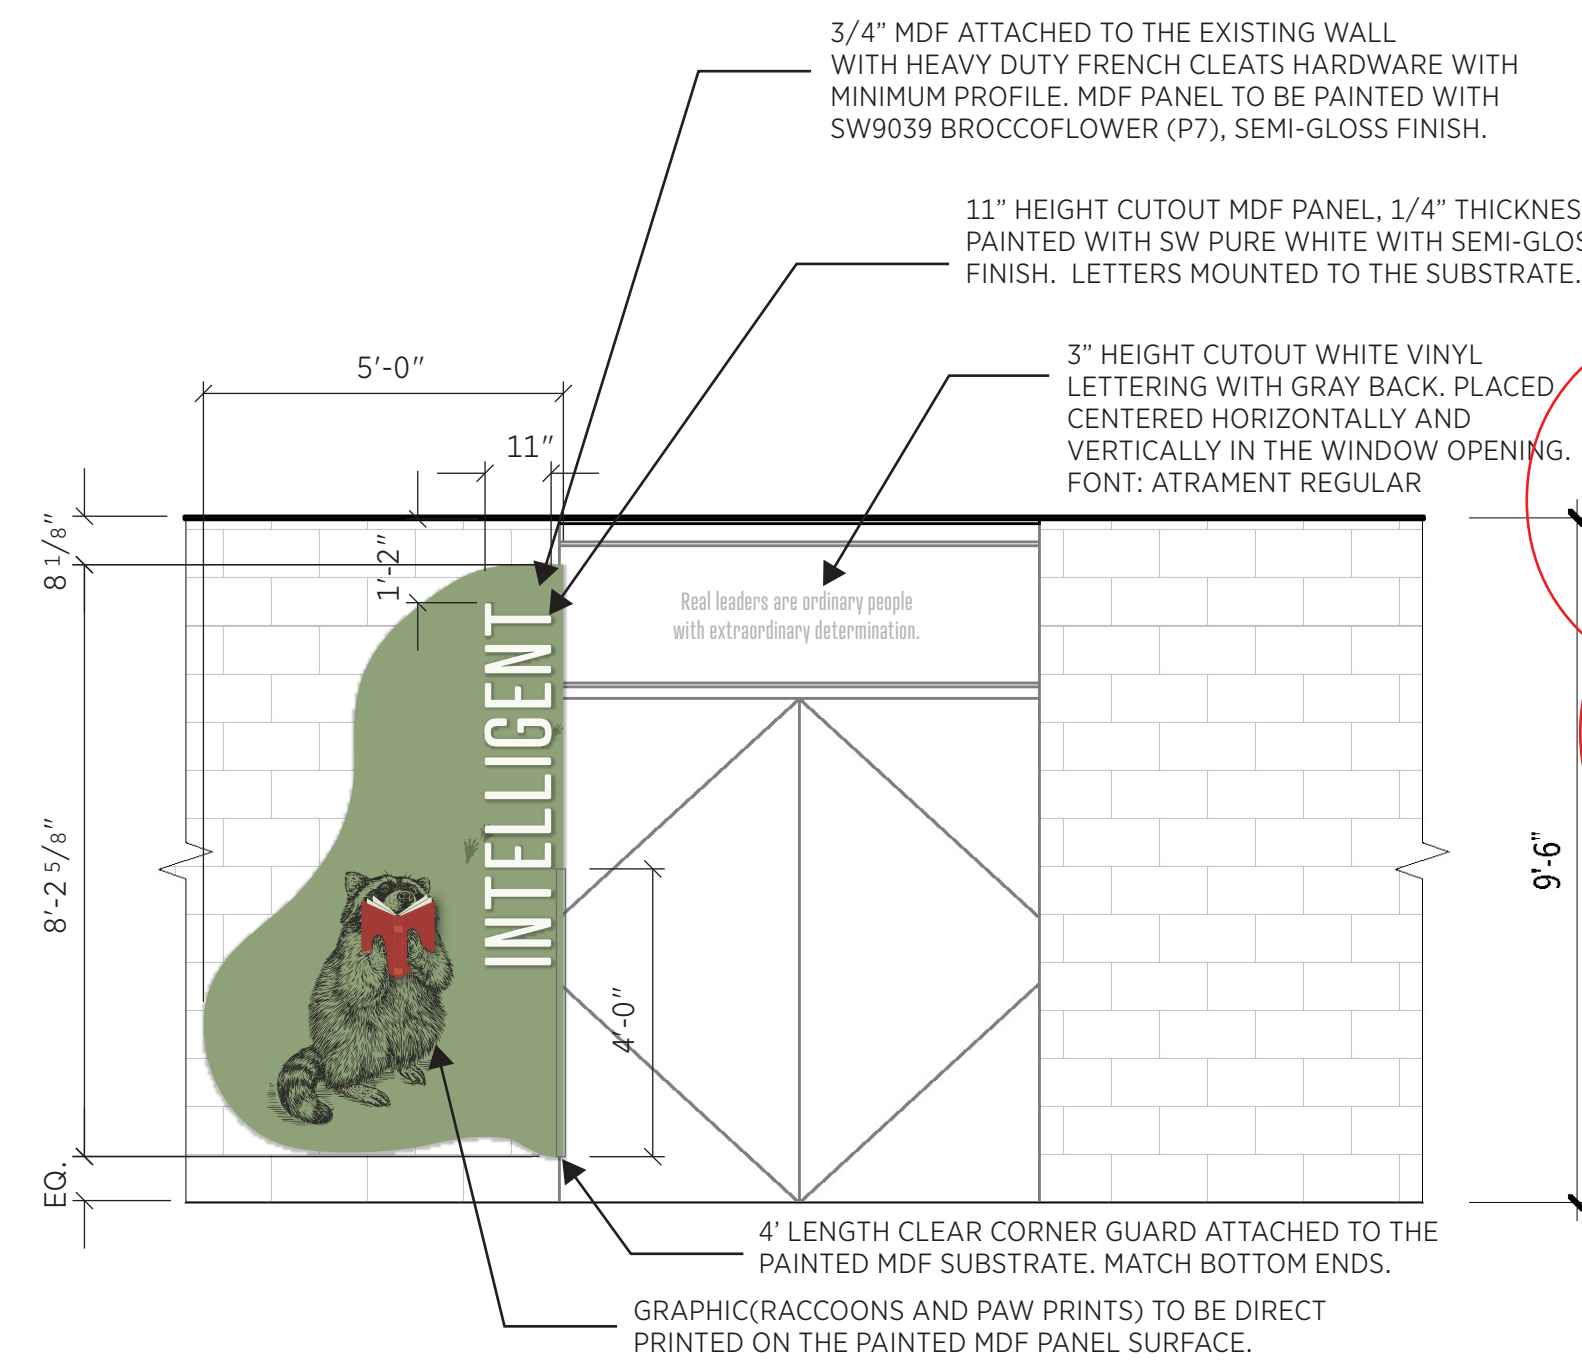 3/4” MDF ATTACHED TO THE EXISTING WALL
WITH HEAVY DUTY FRENCH CLEATS HARDWARE WITH
MINIMUM PROFILE. MDF PANEL TO BE PAINTED WITH
SW9039 BROCCOFLOWER (P7), SEMI-GLOSS FINISH.
11” HEIGHT CUTOUT MDF PANEL, 1/4” THICKNES
PAINTED WITH SW PURE WHITE WITH SEMI-GLOS
FINISH. LETTERS MOUNTED TO THE SUBSTRATE.
3” HEIGHT CUTOUT WHITE VINYL
LETTERING WITH GRAY BACK. PLACED
CENTERED HORIZONTALLY AND
VERTICALLY IN THE WINDOW OPENING.
FONT: ATRAMENT REGULAR
5'-0"
11"
8 1/8"
1'-2"
Real leaders are ordinary people
with extraordinary determination.
INTELLIGENT
8'-2 5/8"
9'-6"
4'-0"
EQ.
4’ LENGTH CLEAR CORNER GUARD ATTACHED TO THE
PAINTED MDF SUBSTRATE. MATCH BOTTOM ENDS.
GRAPHIC(RACCOONS AND PAW PRINTS) TO BE DIRECT
PRINTED ON THE PAINTED MDF PANEL SURFACE.